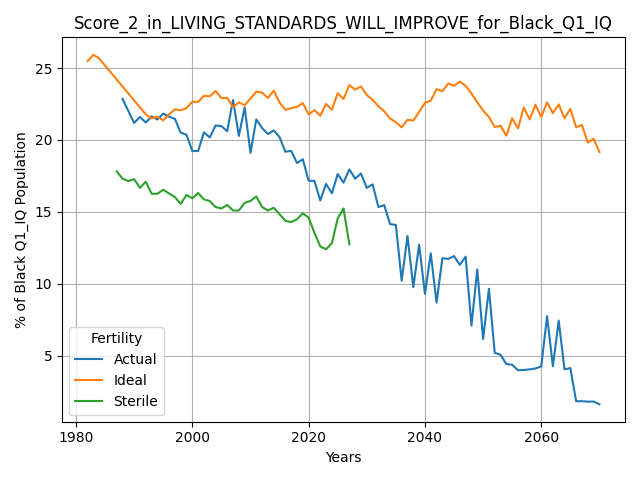 Score_2_in_LIVING_STANDARDS_WILL_IMPROVE_for_Black_Q1_IQ
% of Black Q1_IQ Population
25
20
15
10
5
Fertility
Actual
Ideal
Sterile
1980 2000 2020 2040 2060
Years